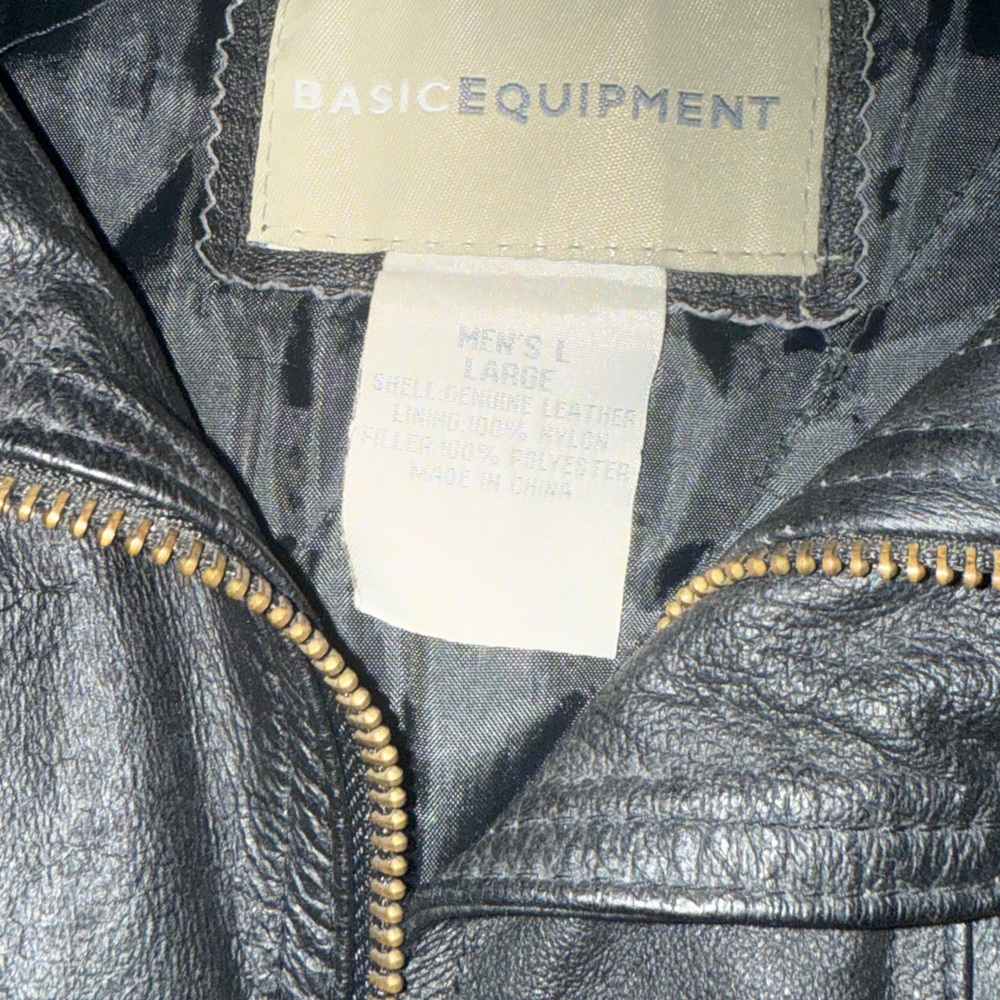 BASICEQUIPMENT
MEN'S L
LARGE
SHELL:GENUINE LEATHER
LINING:100% NYLON
FILLER:100% POLYESTER
MADE IN CHINA